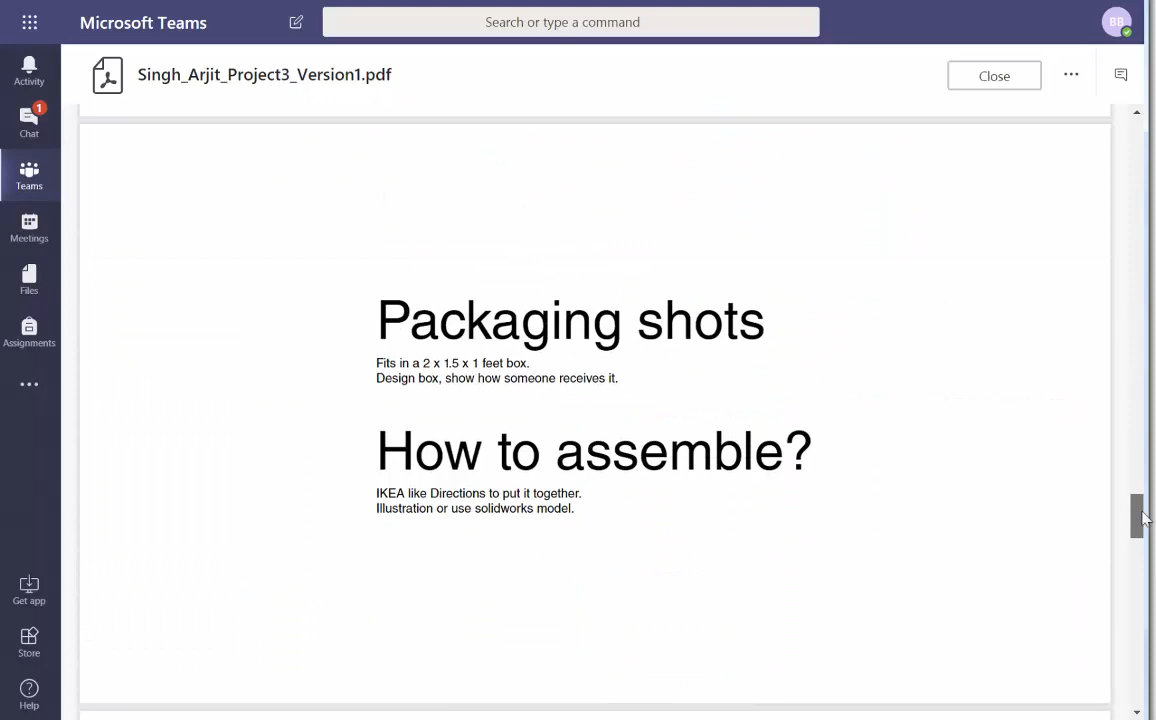 Microsoft Teams
Search or type a command
BB
Activity
Singh_Arjit_Project3_Version1.pdf
Close
1
Chat
Teams
Meetings
Files
Assignments
Packaging shots
Fits in a 2 x 1.5 x 1 feet box.
Design box, show how someone receives it.
How to assemble?
IKEA like Directions to put it together.
Illustration or use solidworks model.
Get app
Store
Help